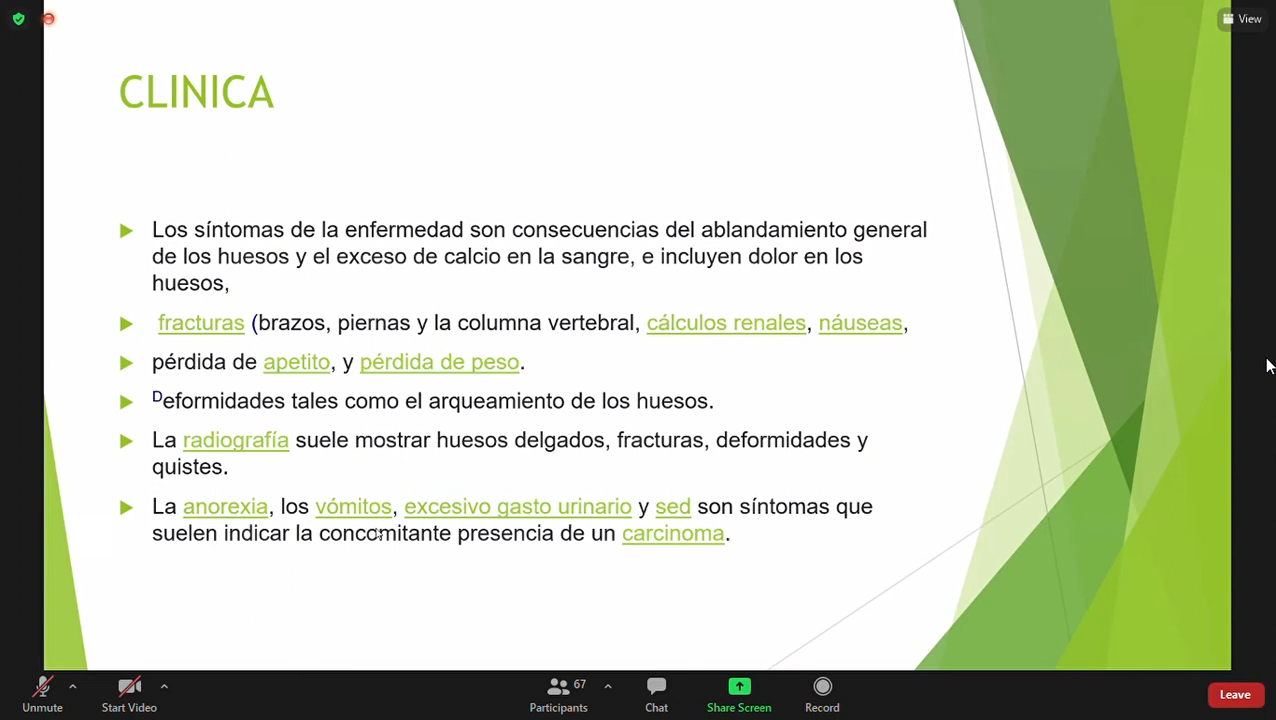 View
CLINICA
Los síntomas de la enfermedad son consecuencias del ablandamiento general
de los huesos y el exceso de calcio en la sangre, e incluyen dolor en los
huesos,
fracturas (brazos, piernas y la columna vertebral, cálculos renales, náuseas,
pérdida de apetito, y pérdida de peso.
Deformidades tales como el arqueamiento de los huesos.
La radiografía suele mostrar huesos delgados, fracturas, deformidades y
quistes.
La anorexia, los vómitos, excesivo gasto urinario y sed son síntomas que
suelen indicar la concomitante presencia de un carcinoma.
Unmute
Start Video
67
Participants
Chat
Share Screen
Record
Leave